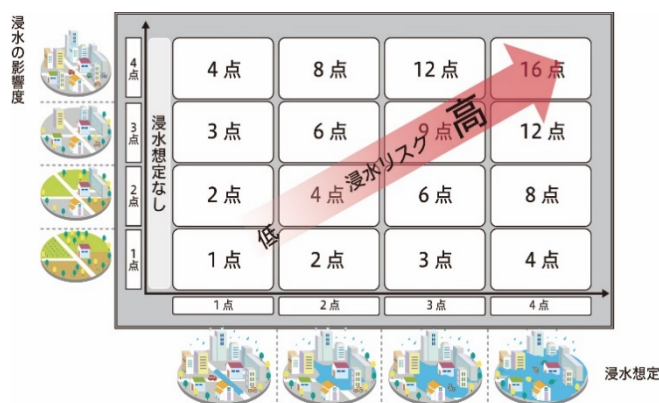 浸水の影響度
4点
4点
8点
12点
16点
3点
3点
6点
9点
12点
2点
2点
4点
6点
8点
1点
1点
2点
3点
4点
浸水想定なし
低
浸水リスク
高
1点
2点
3点
4点
浸水想定